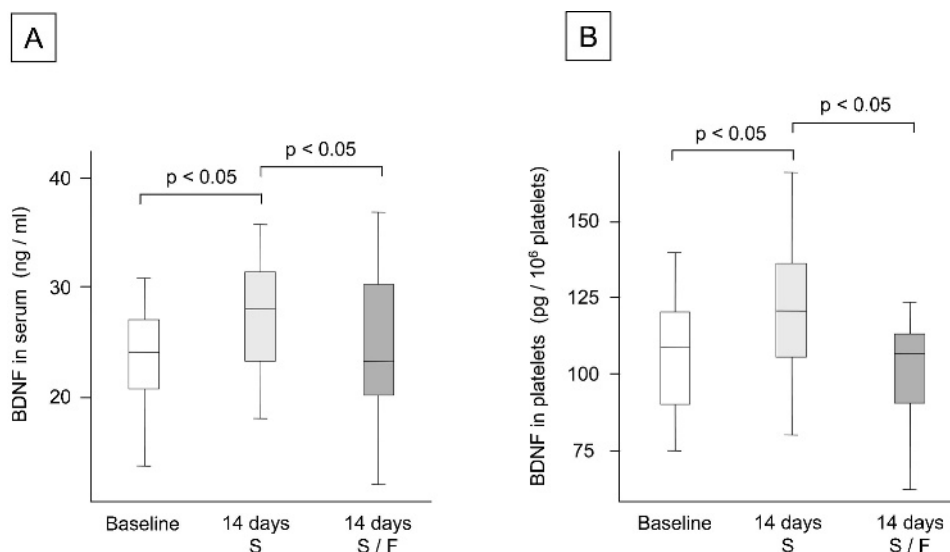 A
B
p < 0.05
p < 0.05
p < 0.05
p < 0.05
BDNF in serum (ng / ml)
40
30
20
BDNF in platelets (pg / 10⁶ platelets)
150
125
100
75
Baseline
14 days
S
14 days
S / F
Baseline
14 days
S
14 days
S / F